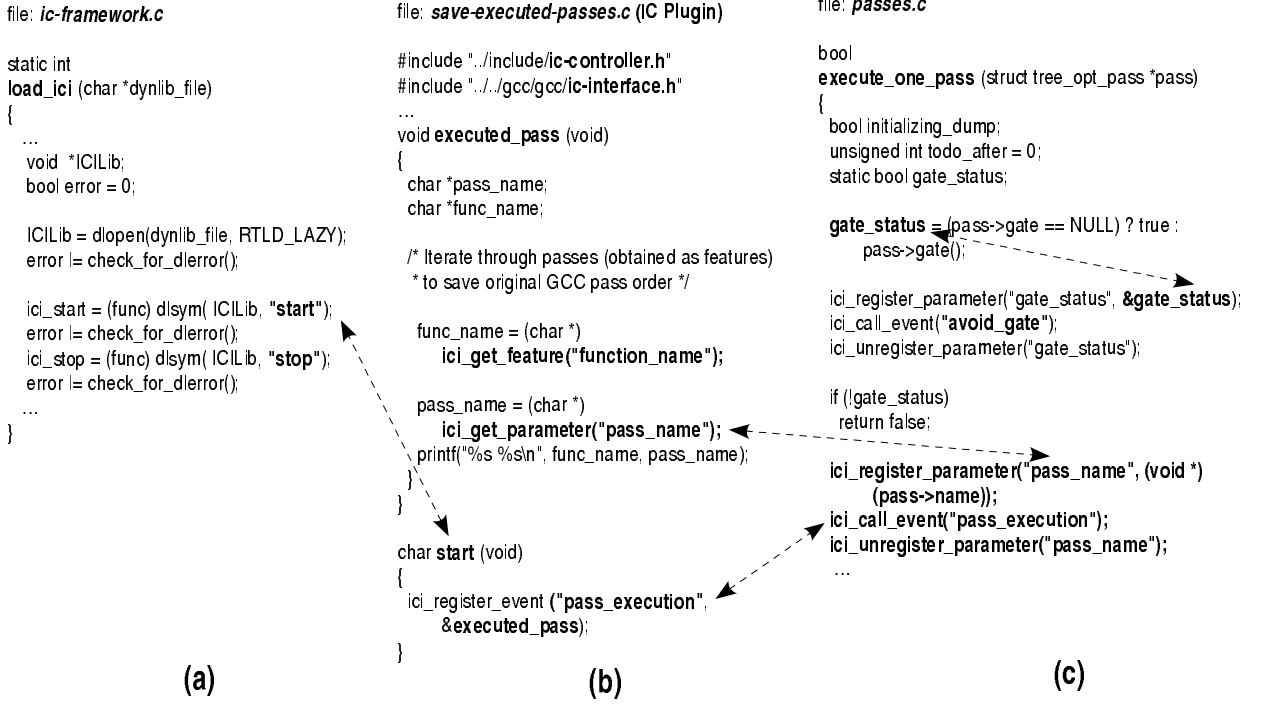 file: ic-framework.c
static int
load_ici (char *dynlib_file)
{
...
void *ICILib;
bool error = 0;
ICILib = dlopen(dynlib_file, RTLD_LAZY);
error |= check_for_dlerror();
ici_start = (func) dlsym( ICILib, "start");
error |= check_for_dlerror();
ici_stop = (func) dlsym( ICILib, "stop");
error |= check_for_dlerror();
...
}
(a)
file: save-executed-passes.c (IC Plugin)
#include "../include/ic-controller.h"
#include "../../gcc/gcc/ic-interface.h"
...
void executed_pass (void)
{
char *pass_name;
char *func_name;
/* Iterate through passes (obtained as features)
* to save original GCC pass order */
func_name = (char *)
ici_get_feature("function_name");
pass_name = (char *)
ici_get_parameter("pass_name");
printf("%s %s\n", func_name, pass_name);
}
}
char start (void)
{
ici_register_event ("pass_execution",
&executed_pass);
}
(b)
file: passes.c
bool
execute_one_pass (struct tree_opt_pass *pass)
{
bool initializing_dump;
unsigned int todo_after = 0;
static bool gate_status;
gate_status = (pass->gate == NULL) ? true :
pass->gate();
ici_register_parameter("gate_status", &gate_status);
ici_call_event("avoid_gate");
ici_unregister_parameter("gate_status");
if (!gate_status)
return false;
ici_register_parameter("pass_name", (void *)
(pass->name));
ici_call_event("pass_execution");
ici_unregister_parameter("pass_name");
...
(c)